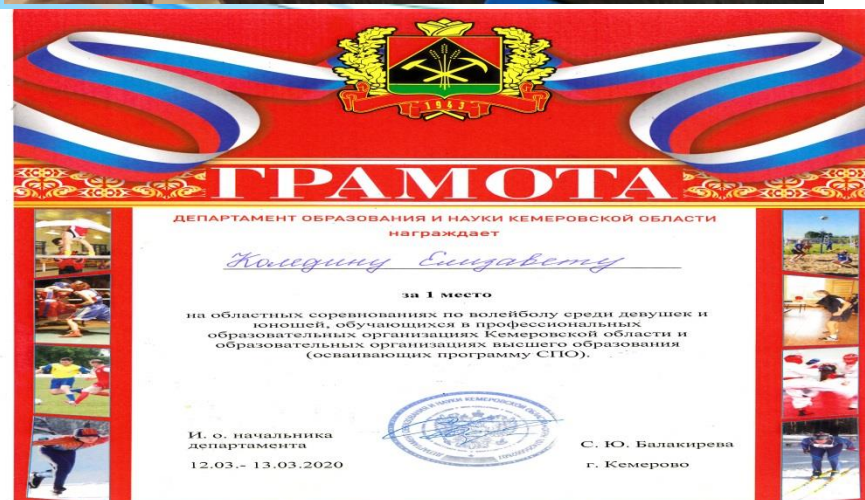 1943
ГРАМОТА
ДЕПАРТАМЕНТ ОБРАЗОВАНИЯ И НАУКИ КЕМЕРОВСКОЙ ОБЛАСТИ
награждает
Коледину Елизавету
за 1 место
на областных соревнованиях по волейболу среди девушек и
юношей, обучающихся в профессиональных
образовательных организациях Кемеровской области и
образовательных организациях высшего образования
(осваивающих программу СПО).
И. о. начальника
департамента
С. Ю. Балакирева
12.03.- 13.03.2020
г. Кемерово